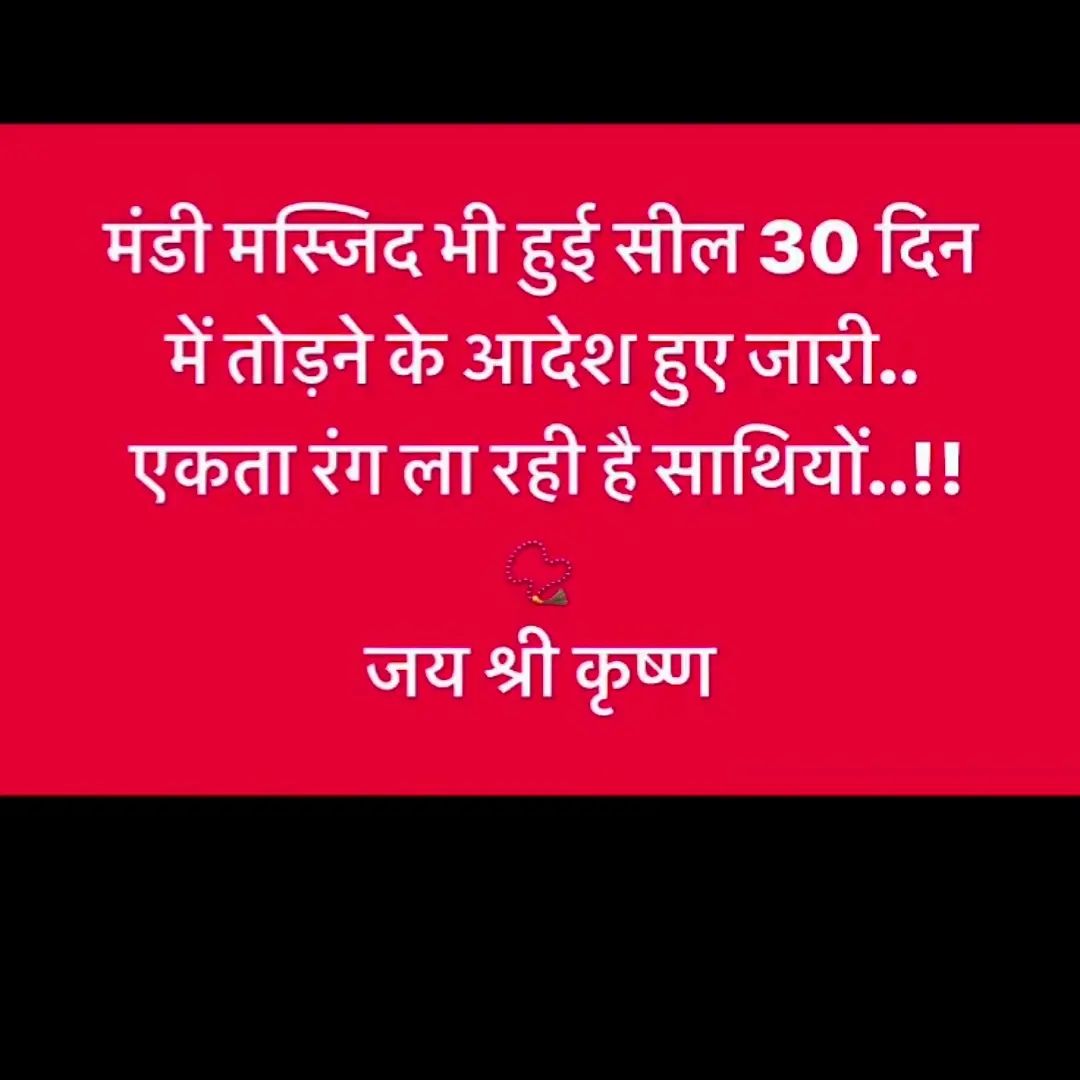 मंडी मस्जिद भी हुई सील 30 दिन
में तोड़ने के आदेश हुए जारी..
एकता रंग ला रही है साथियों..!!
📿
जय श्री कृष्ण